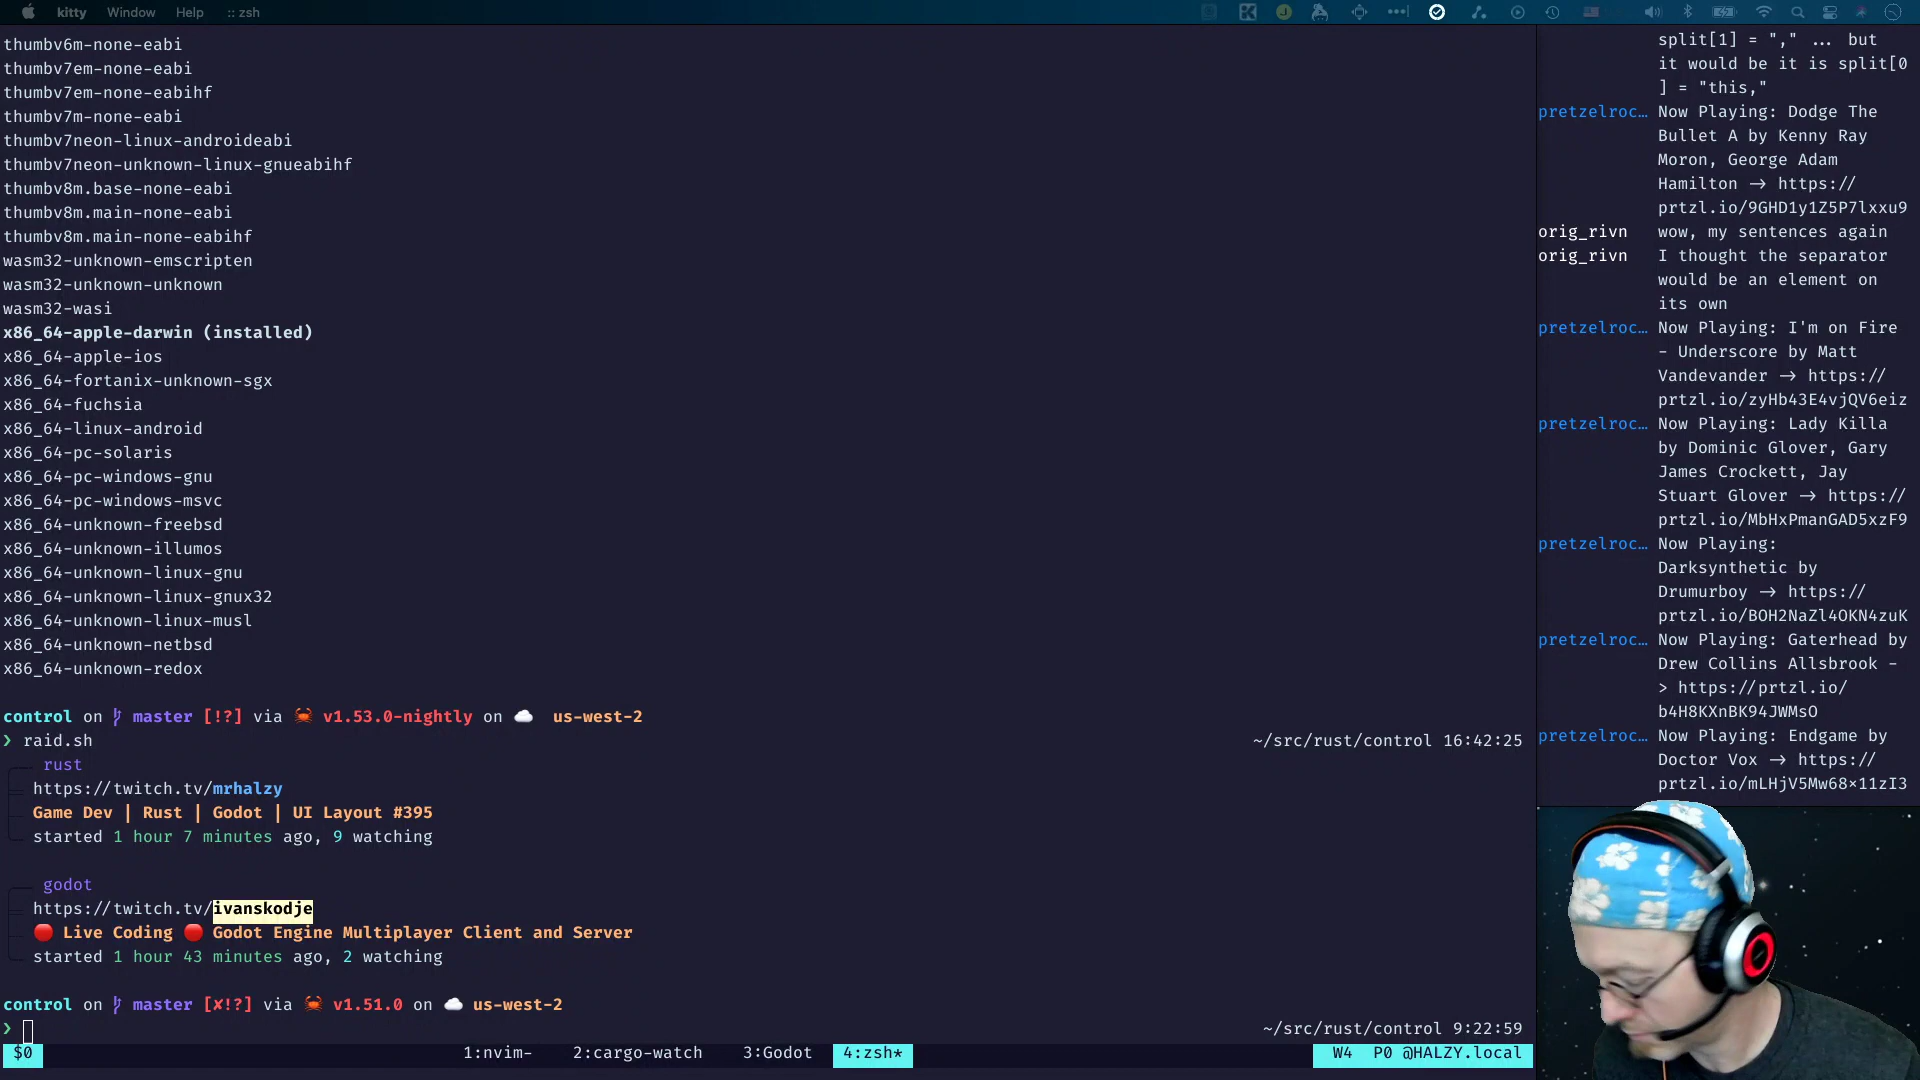 kitty Window Help :: zsh
thumbv6m-none-eabi
thumbv7em-none-eabi
thumbv7em-none-eabihf
thumbv7m-none-eabi
thumbv7neon-linux-androideabi
thumbv7neon-unknown-linux-gnueabihf
thumbv8m.base-none-eabi
thumbv8m.main-none-eabi
thumbv8m.main-none-eabihf
wasm32-unknown-emscripten
wasm32-unknown-unknown
wasm32-wasi
x86_64-apple-darwin (installed)
x86_64-apple-ios
x86_64-fortanix-unknown-sgx
x86_64-fuchsia
x86_64-linux-android
x86_64-pc-solaris
x86_64-pc-windows-gnu
x86_64-pc-windows-msvc
x86_64-unknown-freebsd
x86_64-unknown-illumos
x86_64-unknown-linux-gnu
x86_64-unknown-linux-gnux32
x86_64-unknown-linux-musl
x86_64-unknown-netbsd
x86_64-unknown-redox
control on master [!?] via 🦀 v1.53.0-nightly on ☁️ us-west-2
❯ raid.sh ~/src/rust/control 16:42:25
rust
https://twitch.tv/mrhalzy
Game Dev | Rust | Godot | UI Layout #395
started 1 hour 7 minutes ago, 9 watching
godot
https://twitch.tv/ivanskodje
🔴 Live Coding 🔴 Godot Engine Multiplayer Client and Server
started 1 hour 43 minutes ago, 2 watching
control on master [✘!?] via 🦀 v1.51.0 on ☁️ us-west-2
❯ ~/src/rust/control 9:22:59
$0 1:nvim- 2:cargo-watch 3:Godot 4:zsh* W4 P0 @HALZY.local
split[1] = "," ... but
it would be it is split[0
] = "this,"
pretzelroc… Now Playing: Dodge The
Bullet A by Kenny Ray
Moron, George Adam
Hamilton -> https://
prtzl.io/9GHD1y1Z5P7lxxu9
orig_rivn wow, my sentences again
orig_rivn I thought the separator
would be an element on
its own
pretzelroc… Now Playing: I'm on Fire
- Underscore by Matt
Vandevander -> https://
prtzl.io/zyHb43E4vjQV6eiz
pretzelroc… Now Playing: Lady Killa
by Dominic Glover, Gary
James Crockett, Jay
Stuart Glover -> https://
prtzl.io/MbHxPmanGAD5xzF9
pretzelroc… Now Playing:
Darksynthetic by
Drumurboy -> https://
prtzl.io/BOH2NaZl4OKN4zuK
pretzelroc… Now Playing: Gaterhead by
Drew Collins Allsbrook -
> https://prtzl.io/
b4H8KXnBK94JWMsO
pretzelroc… Now Playing: Endgame by
Doctor Vox -> https://
prtzl.io/mLHjV5Mw68x11zI3